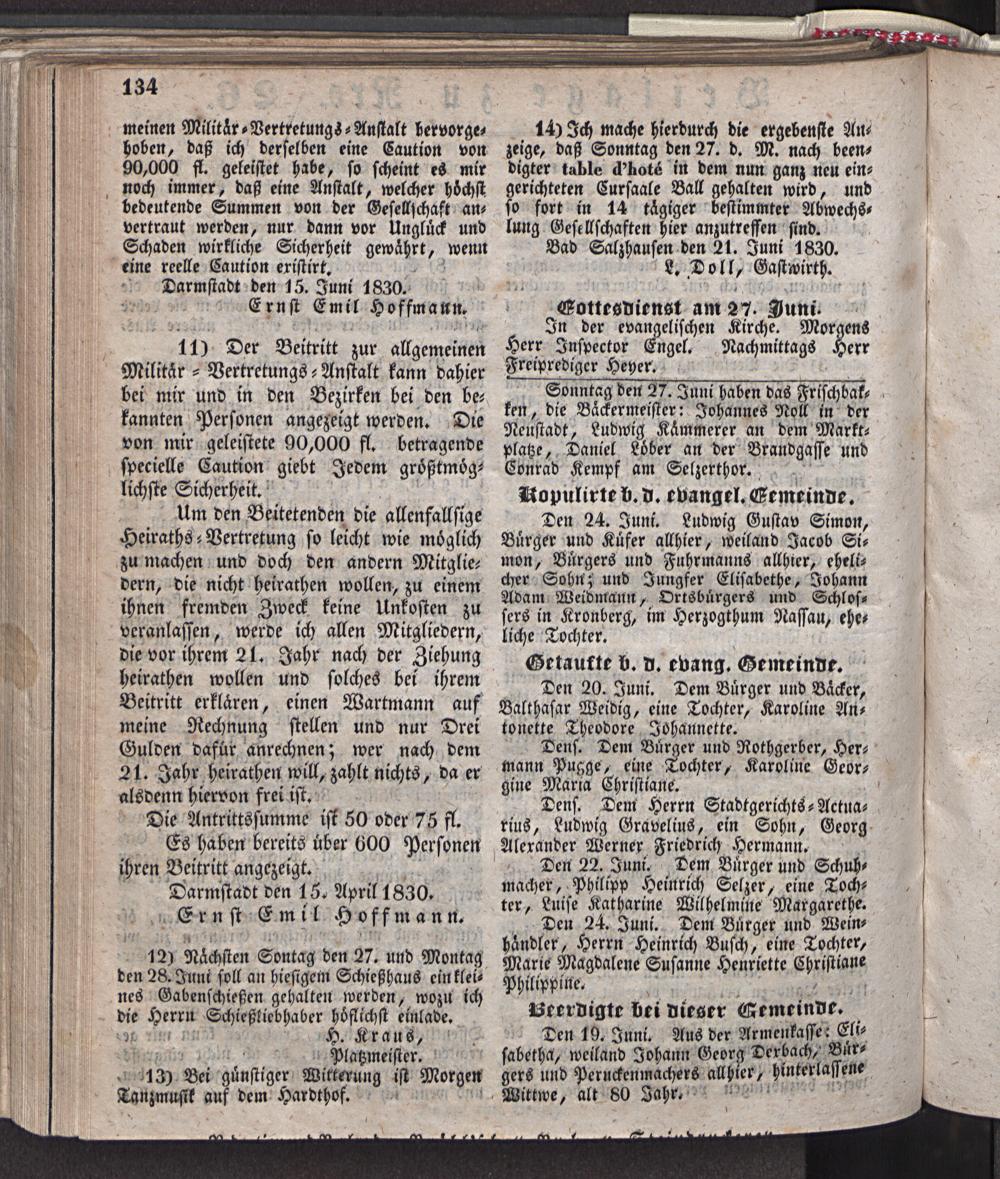 134
meinen Militär-Vertretungs-Anstalt hervorge-
hoben, daß ich derselben eine Caution von
90,000 fl. geleistet habe, so scheint es mir
noch immer, daß eine Anstalt, welcher höchst
bedeutende Summen von der Gesellschaft an-
vertraut werden, nur dann vor Unglück und
Schaden wirkliche Sicherheit gewährt, wenn
eine reelle Caution existirt.
Darmstadt den 15. Juni 1830.
Ernst Emil Hoffmann.
11) Der Beitritt zur allgemeinen
Militär-Vertretungs-Anstalt kann dahier
bei mir und in den Bezirken bei den be-
kannten Personen angezeigt werden. Die
von mir geleistete 90,000 fl. betragende
specielle Caution giebt Jedem größtmög-
lichste Sicherheit.
Um den Beitetenden die allenfallsige
Heiraths-Vertretung so leicht wie möglich
zu machen und doch den andern Mitglie-
dern, die nicht heirathen wollen, zu einem
ihnen fremden Zweck keine Unkosten zu
veranlassen, werde ich allen Mitgliedern,
die vor ihrem 21. Jahr nach der Ziehung
heirathen wollen und solches bei ihrem
Beitritt erklären, einen Wartmann auf
meine Rechnung stellen und nur Drei
Gulden dafür anrechnen; wer nach dem
21. Jahr heirathen will, zahlt nichts, da er
alsdenn hiervon frei ist.
Die Antrittssumme ist 50 oder 75 fl.
Es haben bereits über 600 Personen
ihren Beitritt angezeigt.
Darmstadt den 15. April 1830.
Ernst Emil Hoffmann.
12) Nächsten Sontag den 27. und Montag
den 28. Juni soll an hiesigem Schießhaus ein klei-
nes Gabenschießen gehalten werden, wozu ich
die Herrn Schießliebhaber höflichst einlade.
H. Kraus,
Platzmeister.
13) Bei günstiger Witterung ist Morgen
Tanzmusik auf dem Hardthof.
14) Ich mache hierdurch die ergebenste An-
zeige, daß Sonntag den 27. d. M. nach been-
digter table d'hoté in dem nun ganz neu ein-
gerichteten Cursaale Ball gehalten wird, und
so fort in 14 tägiger bestimmter Abwechs-
lung Gesellschaften hier anzutreffen sind.
Bad Salzhausen den 21. Juni 1830.
L. Doll, Gastwirth.
Gottesdienst am 27. Juni.
In der evangelischen Kirche. Morgens
Herr Inspector Engel. Nachmittags Herr
Freiprediger Heyer.
Sonntag den 27. Juni haben das Frischbak-
ken, die Bäckermeister: Johannes Noll in der
Neustadt, Ludwig Kämmerer an dem Markt-
platze, Daniel Löber an der Brandgasse und
Conrad Kempf am Selzerthor.
Kopulirte b. d. evangel. Gemeinde.
Den 24. Juni. Ludwig Gustav Simon,
Bürger und Küfer allhier, weiland Jacob Si-
mon, Bürgers und Fuhrmanns allhier, eheli-
cher Sohn; und Jungfer Elisabethe, Johann
Adam Weidmann, Ortsbürgers und Schlos-
sers in Kronberg, im Herzogthum Nassau, ehe-
liche Tochter.
Getaufte b. d. evang. Gemeinde.
Den 20. Juni. Dem Bürger und Bäcker,
Balthasar Weidig, eine Tochter, Karoline An-
tonette Theodore Johannette.
Dens. Dem Bürger und Rothgerber, Her-
mann Pugge, eine Tochter, Karoline Geor-
gine Maria Christiane.
Dens. Dem Herrn Stadtgerichts-Actua-
rius, Ludwig Gravelius, ein Sohn, Georg
Alexander Werner Friedrich Hermann.
Den 22. Juni. Dem Bürger und Schuh-
macher, Philipp Heinrich Selzer, eine Toch-
ter, Luise Katharine Wilhelmine Margarethe.
Den 24. Juni. Dem Bürger und Wein-
händler, Herrn Heinrich Busch, eine Tochter,
Marie Magdalene Susanne Henriette Christiane
Philippine.
Beerdigte bei dieser Gemeinde.
Den 19. Juni. Aus der Armenkasse: Eli-
sabetha, weiland Johann Georg Derbach, Bür-
gers und Peruckenmachers allhier, hinterlassene
Wittwe, alt 80 Jahr.